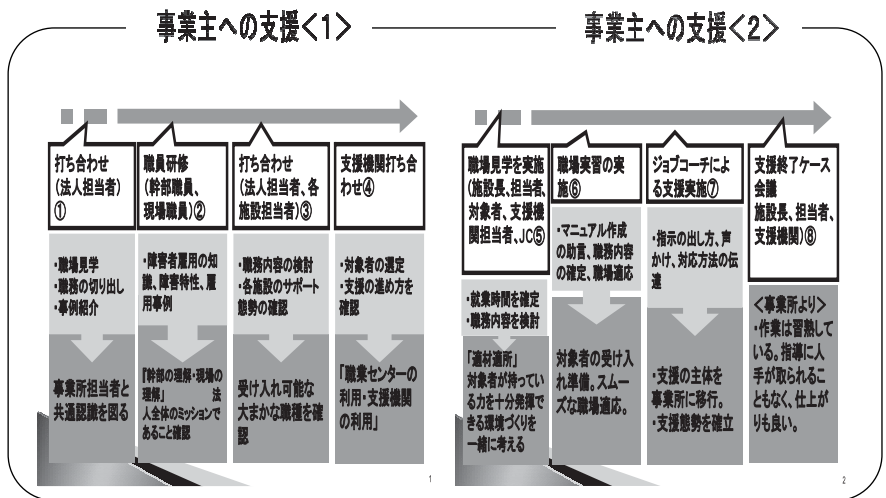 事業主への支援＜1＞
打ち合わせ
（法人担当者）
①
職員研修
（幹部職員、
現場職員）②
打ち合わせ
（法人担当者、各
施設担当者）③
支援機関打ち合
わせ④
・職場見学
・職務の切り出し
・事例紹介
・障害者雇用の知
識、障害特性、雇
用事例
・職務内容の検討
・各施設のサポート
態勢の確認
・対象者の選定
・支援の進め方を
確認
事業所担当者と
共通認識を図る
「幹部の理解・現場の
理解」　　　法
人全体のミッションで
あること確認
受け入れ可能な
大まかな職種を確
認
「職業センターの
利用・支援機関
の利用」
1
事業主への支援＜2＞
職場見学を実施
（施設長、担当者、
対象者、支援機
関担当者、JC⑤
職場実習の実
施⑥
ジョブコーチによ
る支援実施⑦
支援終了ケース
会議
施設長、担当者、
支援機関）⑧
・就業時間を確定
・職務内容を検討
・マニュアル作成
の助言、職務内容
の確定、職場適応
・指示の出し方、声
かけ、対応方法の伝
達
「適材適所」
対象者が持ってい
る力を十分発揮で
きる環境づくりを
一緒に考える
対象者の受け入
れ準備。スムー
ズな職場適応。
・支援の主体を
事業所に移行。
・支援態勢を確立
＜事業所より＞
・作業は習熟して
いる。指導に人
手が取られるこ
ともなく、仕上が
りも良い。
2